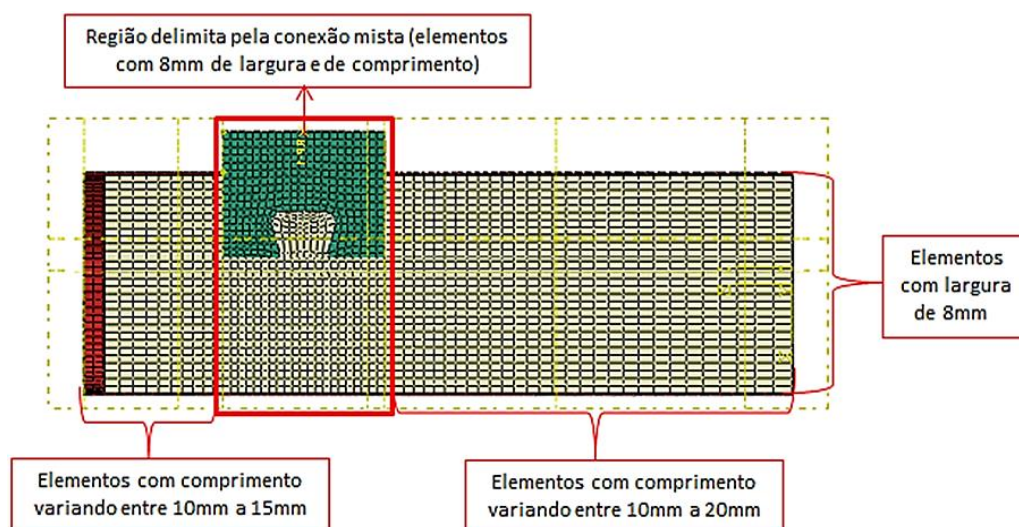 Região delimita pela conexão mista (elementos
com 8mm de largura e de comprimento)
Elementos
com largura
de 8mm
Elementos com comprimento
variando entre 10mm a 15mm
Elementos com comprimento
variando entre 10mm a 20mm